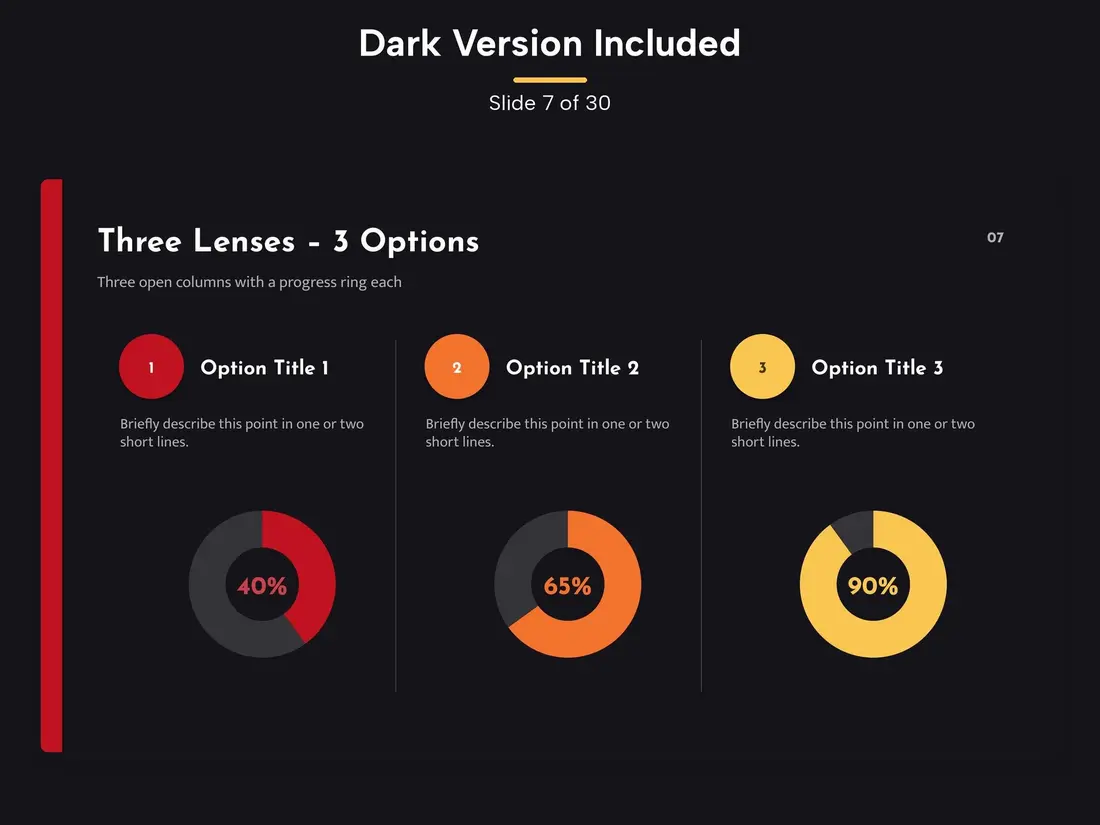 Dark Version Included
Slide 7 of 30
Three Lenses – 3 Options
07
Three open columns with a progress ring each
1
Option Title 1
Briefly describe this point in one or two
short lines.
40%
2
Option Title 2
Briefly describe this point in one or two
short lines.
65%
3
Option Title 3
Briefly describe this point in one or two
short lines.
90%